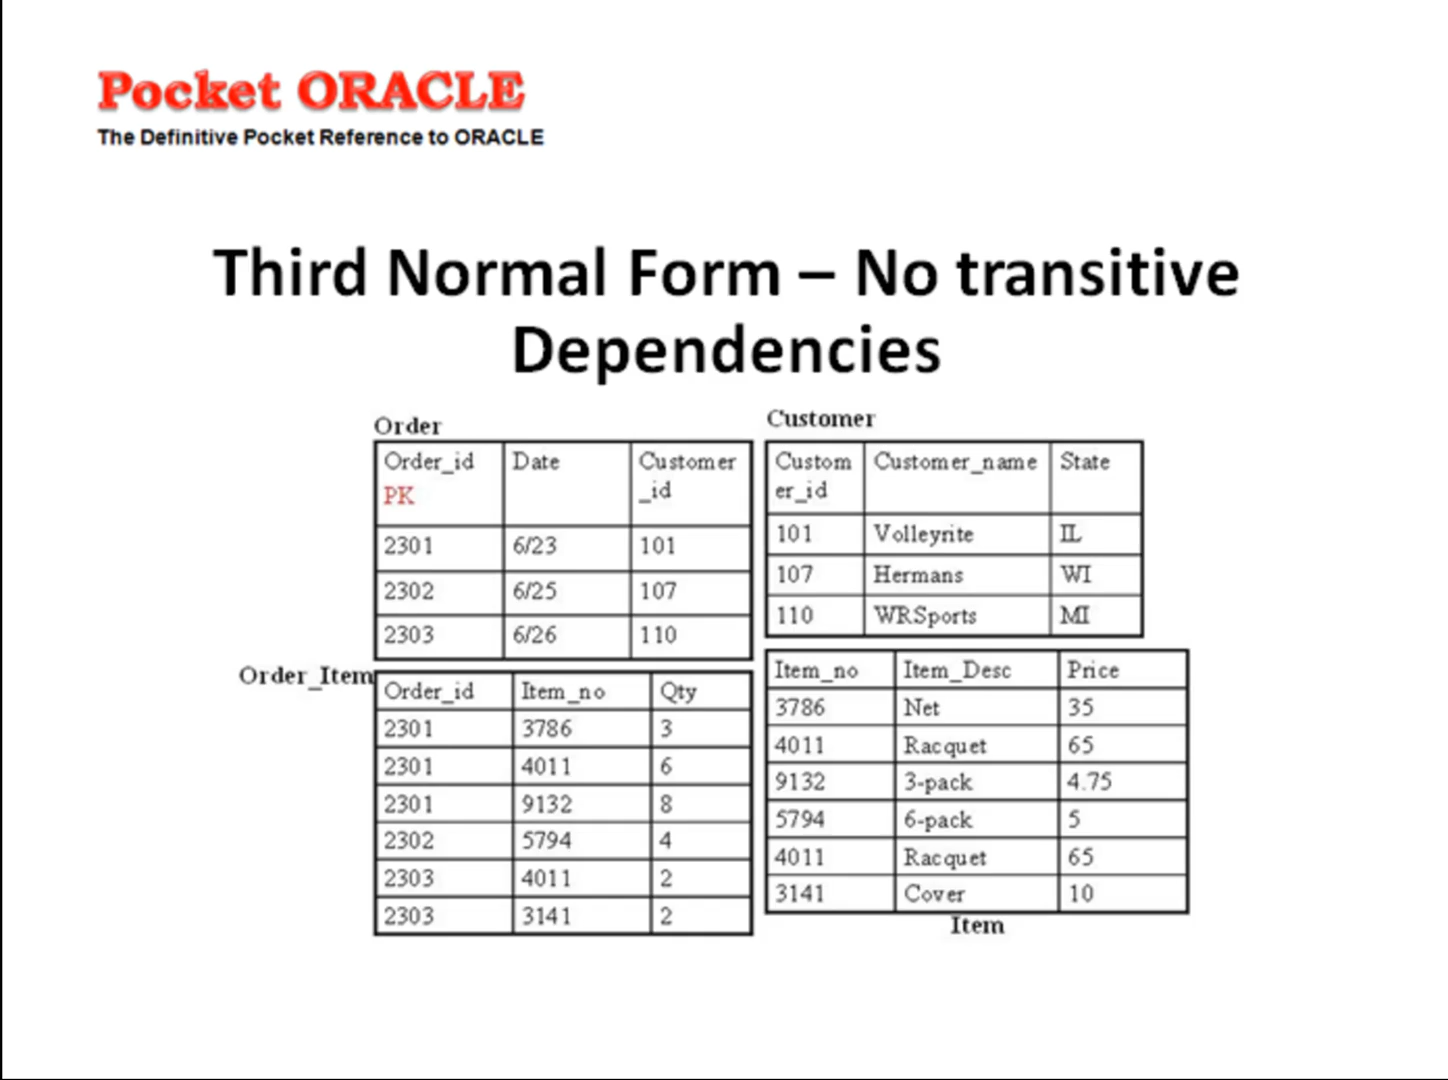 Pocket ORACLE
The Definitive Pocket Reference to ORACLE
Third Normal Form – No transitive
Dependencies
Order
Order_id Date Customer
PK _id
2301 6/23 101
2302 6/25 107
2303 6/26 110
Customer
Custom Customer_name State
er_id
101 Volleyrite IL
107 Hermans WI
110 WRSports MI
Order_Item
Order_id Item_no Qty
2301 3786 3
2301 4011 6
2301 9132 8
2302 5794 4
2303 4011 2
2303 3141 2
Item_no Item_Desc Price
3786 Net 35
4011 Racquet 65
9132 3-pack 4.75
5794 6-pack 5
4011 Racquet 65
3141 Cover 10
Item